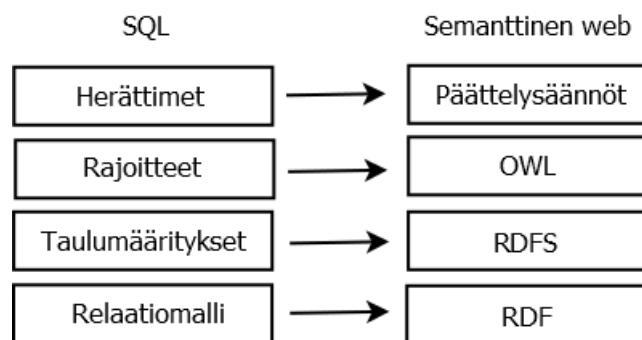 SQL Semanttinen web
Herättimet Päättelysäännöt
Rajoitteet OWL
Taulumääritykset RDFS
Relaatiomalli RDF